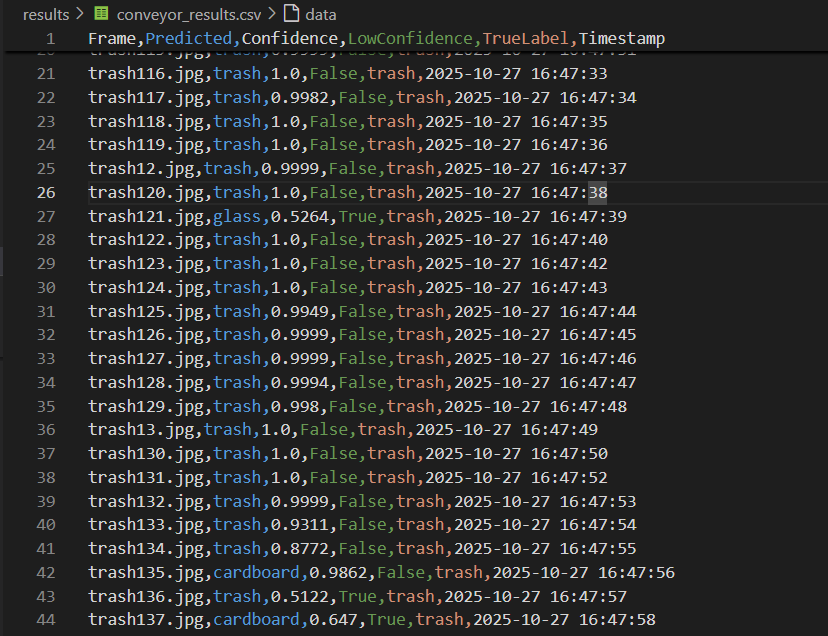 results > conveyor_results.csv > data
1 Frame,Predicted,Confidence,LowConfidence,TrueLabel,Timestamp
21 trash116.jpg,trash,1.0,False,trash,2025-10-27 16:47:33
22 trash117.jpg,trash,0.9982,False,trash,2025-10-27 16:47:34
23 trash118.jpg,trash,1.0,False,trash,2025-10-27 16:47:35
24 trash119.jpg,trash,1.0,False,trash,2025-10-27 16:47:36
25 trash12.jpg,trash,0.9999,False,trash,2025-10-27 16:47:37
26 trash120.jpg,trash,1.0,False,trash,2025-10-27 16:47:38
27 trash121.jpg,glass,0.5264,True,trash,2025-10-27 16:47:39
28 trash122.jpg,trash,1.0,False,trash,2025-10-27 16:47:40
29 trash123.jpg,trash,1.0,False,trash,2025-10-27 16:47:42
30 trash124.jpg,trash,1.0,False,trash,2025-10-27 16:47:43
31 trash125.jpg,trash,0.9949,False,trash,2025-10-27 16:47:44
32 trash126.jpg,trash,0.9999,False,trash,2025-10-27 16:47:45
33 trash127.jpg,trash,0.9999,False,trash,2025-10-27 16:47:46
34 trash128.jpg,trash,0.9994,False,trash,2025-10-27 16:47:47
35 trash129.jpg,trash,0.998,False,trash,2025-10-27 16:47:48
36 trash13.jpg,trash,1.0,False,trash,2025-10-27 16:47:49
37 trash130.jpg,trash,1.0,False,trash,2025-10-27 16:47:50
38 trash131.jpg,trash,1.0,False,trash,2025-10-27 16:47:52
39 trash132.jpg,trash,0.9999,False,trash,2025-10-27 16:47:53
40 trash133.jpg,trash,0.9311,False,trash,2025-10-27 16:47:54
41 trash134.jpg,trash,0.8772,False,trash,2025-10-27 16:47:55
42 trash135.jpg,cardboard,0.9862,False,trash,2025-10-27 16:47:56
43 trash136.jpg,trash,0.5122,True,trash,2025-10-27 16:47:57
44 trash137.jpg,cardboard,0.647,True,trash,2025-10-27 16:47:58